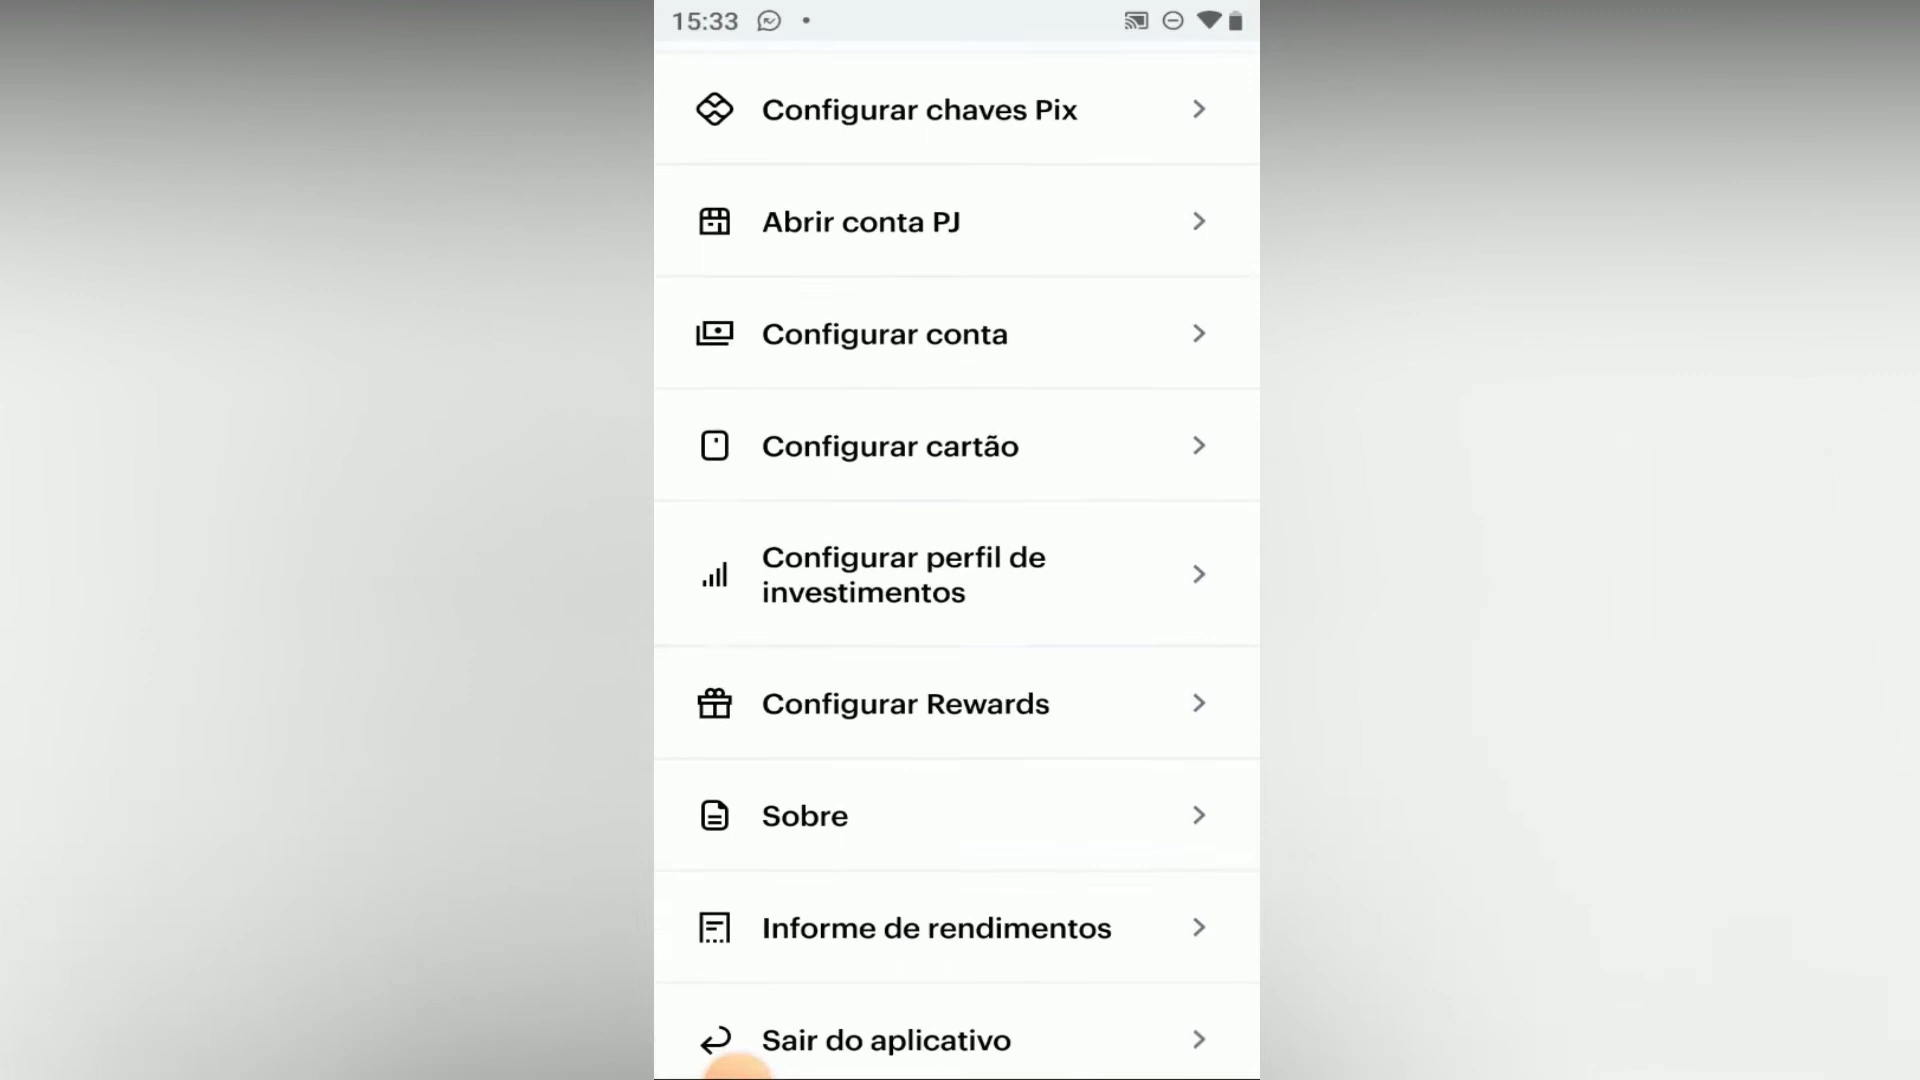 15:33
Configurar chaves Pix
Abrir conta PJ
Configurar conta
Configurar cartão
Configurar perfil de
investimentos
Configurar Rewards
Sobre
Informe de rendimentos
Sair do aplicativo